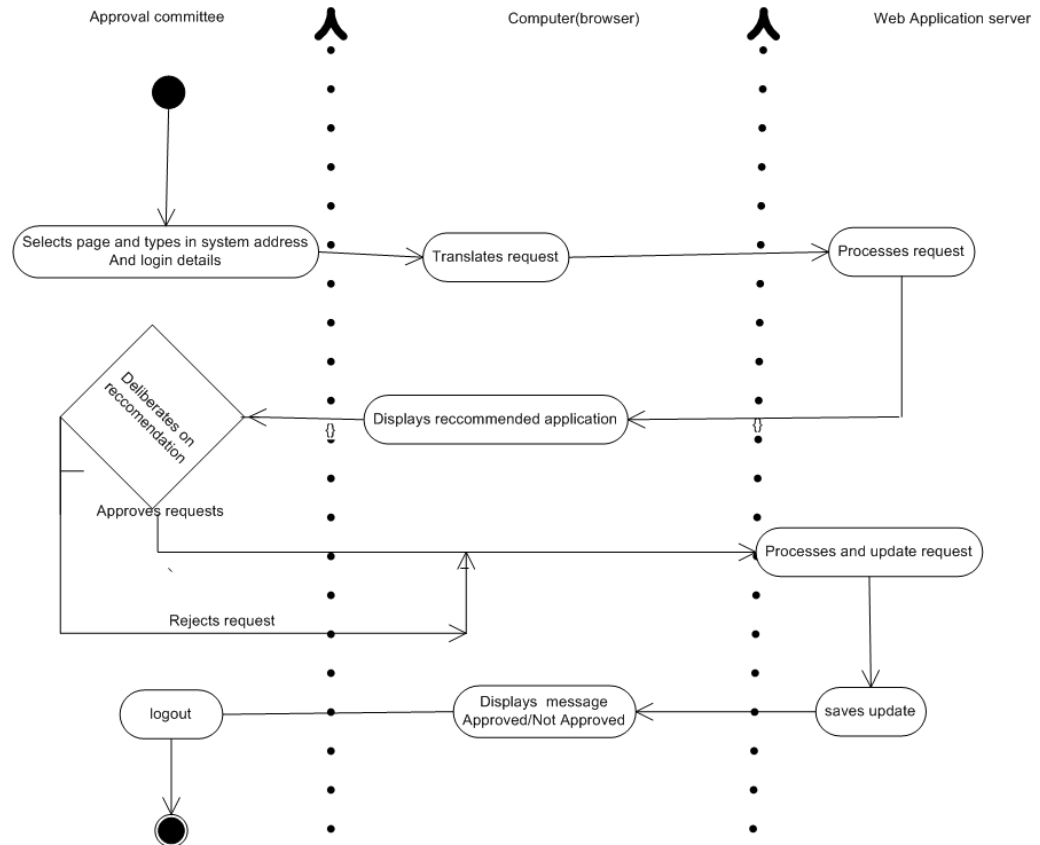 Approval committee
Computer(browser)
Web Application server
Selects page and types in system address
And login details
Translates request
Processes request
Deliberates on
reccomendation
Displays reccommended application
{}
{}
Approves requests
Processes and update request
Rejects request
logout
Displays message
Approved/Not Approved
saves update